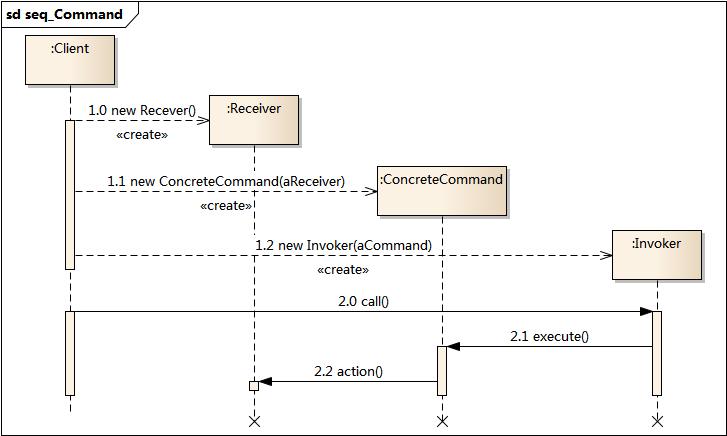 sd seq_Command
:Client
1.0 new Recever()
:Receiver
«create»
1.1 new ConcreteCommand(aReceiver)
:ConcreteCommand
«create»
1.2 new Invoker(aCommand)
:Invoker
«create»
2.0 call()
2.1 execute()
2.2 action()